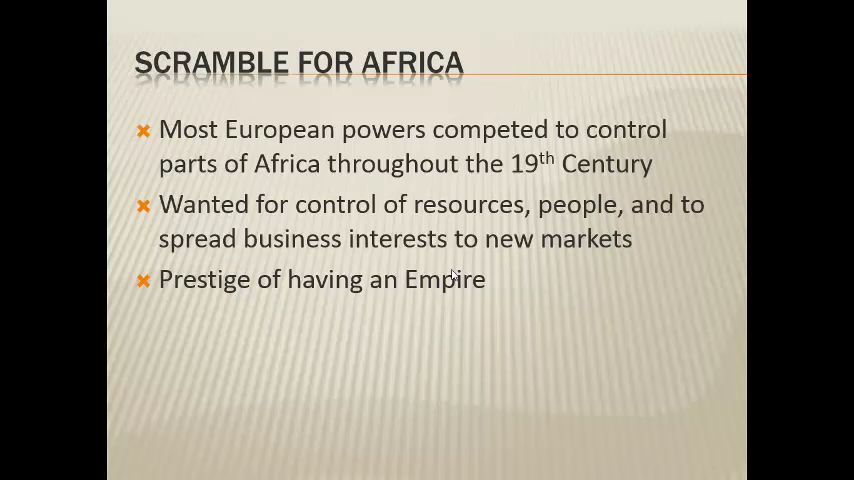 SCRAMBLE FOR AFRICA
Most European powers competed to control
parts of Africa throughout the 19th Century
Wanted for control of resources, people, and to
spread business interests to new markets
Prestige of having an Empire